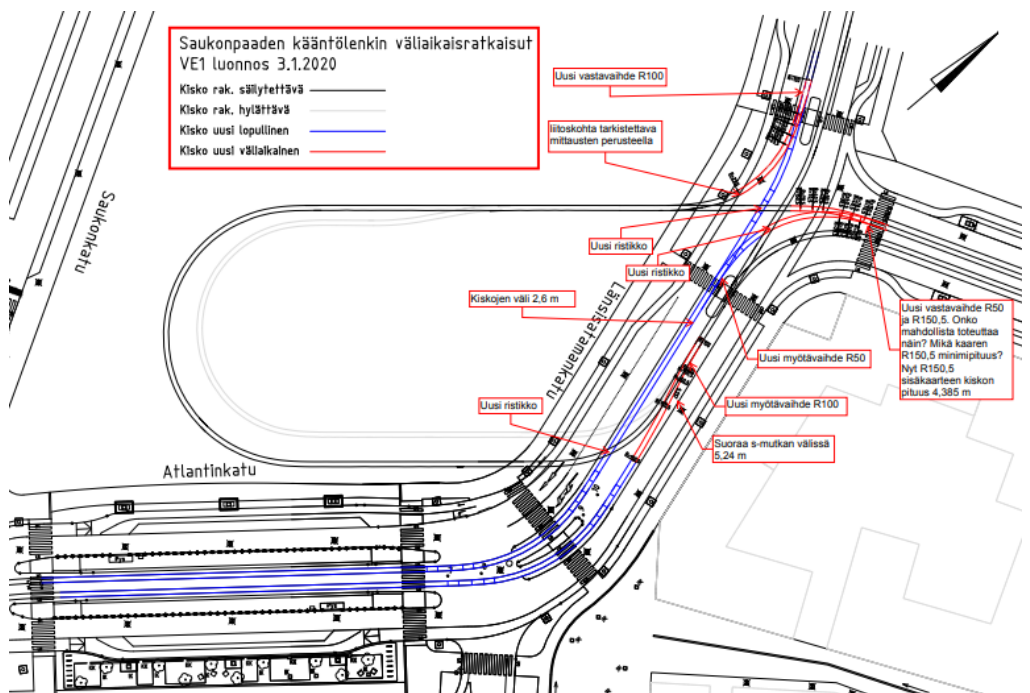 Saukonpaaden kääntölenkin väliaikaisratkaisut
VE1 luonnos 3.1.2020
Kisko rak. säilytettävä
Kisko rak. hylättävä
Kisko uusi lopullinen
Kisko uusi väliaikainen
Uusi vastavaihde R100
liitoskohta tarkistettava
mittausten perusteella
Saukonkatu
Uusi ristikko
Uusi ristikko
Kiskojen väli 2,6 m
Länsisatamankatu
Uusi vastavaihde R50
ja R150,5. Onko
mahdollista toteuttaa
näin? Mikä kaaren
R150,5 minimipituus?
Nyt R150,5
sisäkaarteen kiskon
pituus 4,385 m
Uusi myötävaihde R50
Uusi myötävaihde R100
Uusi ristikko
Suoraa s-mutkan välissä
5,24 m
Atlantinkatu